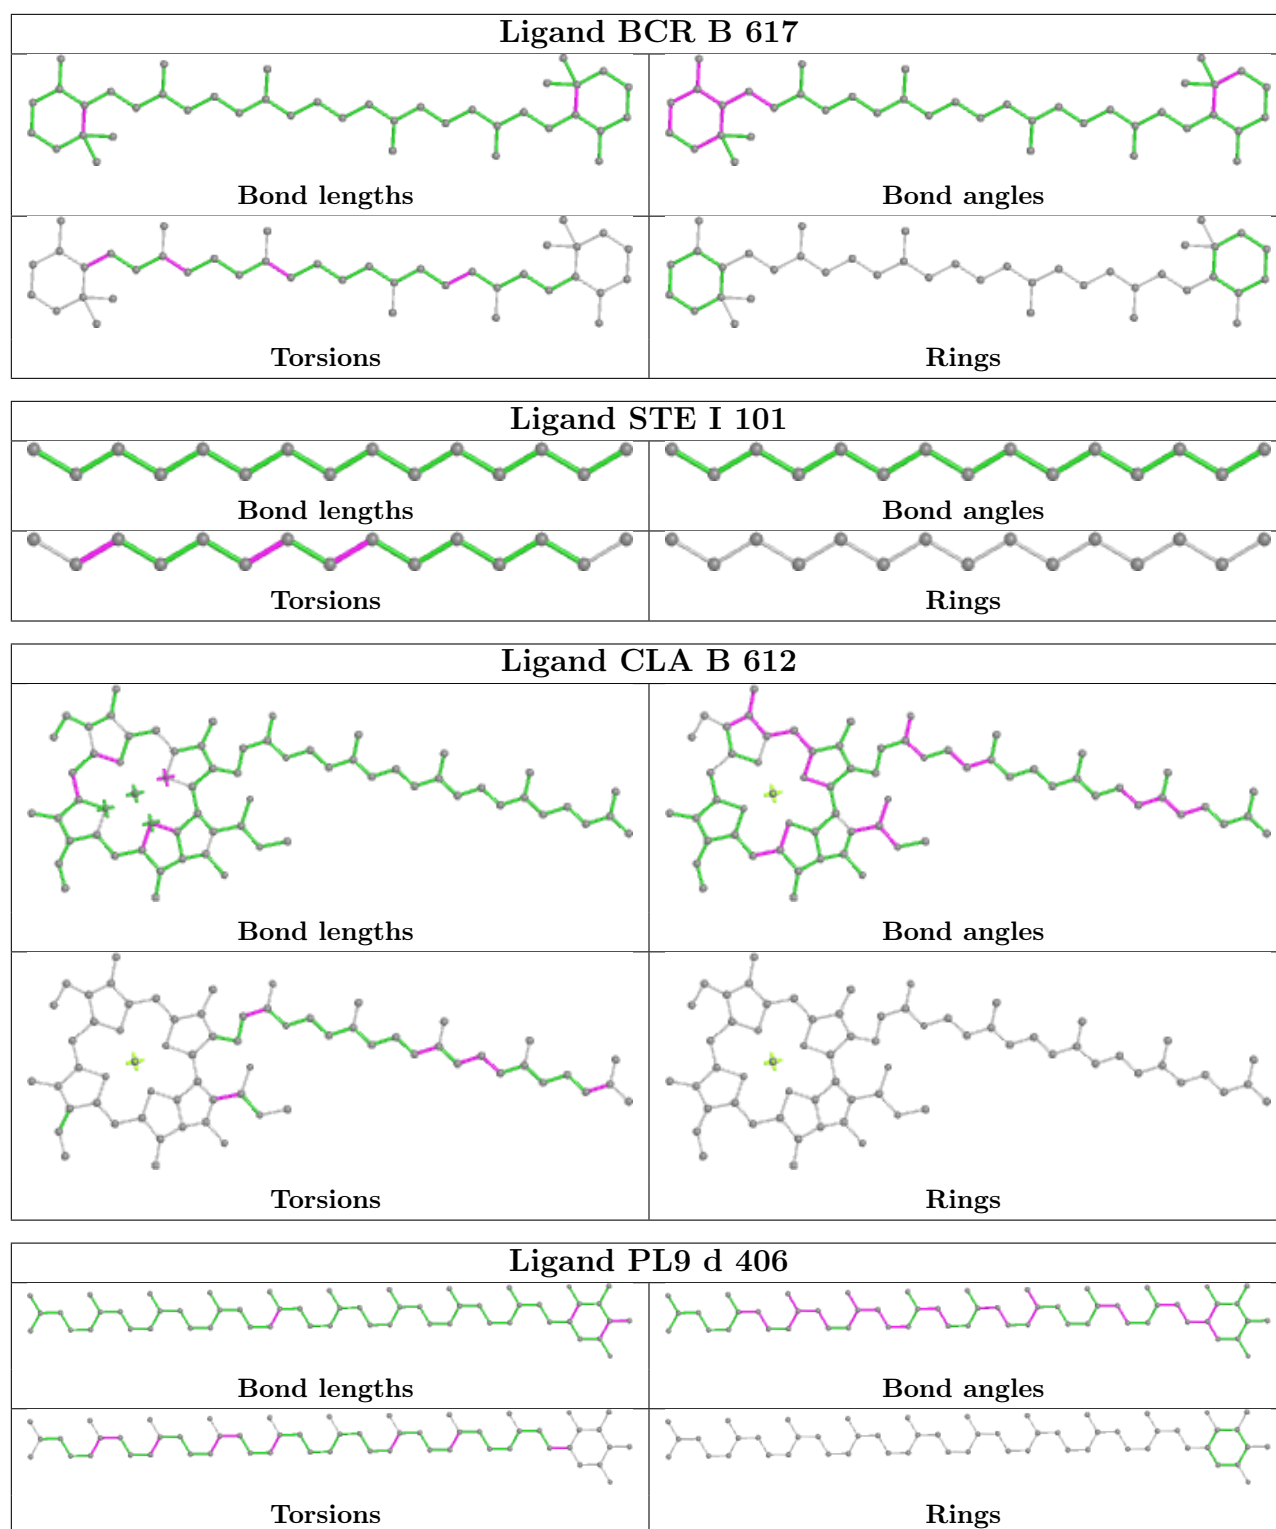 Ligand BCR B 617
Bond lengths
Bond angles
Torsions
Rings
Ligand STE I 101
Bond lengths
Bond angles
Torsions
Rings
Ligand CLA B 612
Bond lengths
Bond angles
Torsions
Rings
Ligand PL9 d 406
Bond lengths
Bond angles
Torsions
Rings